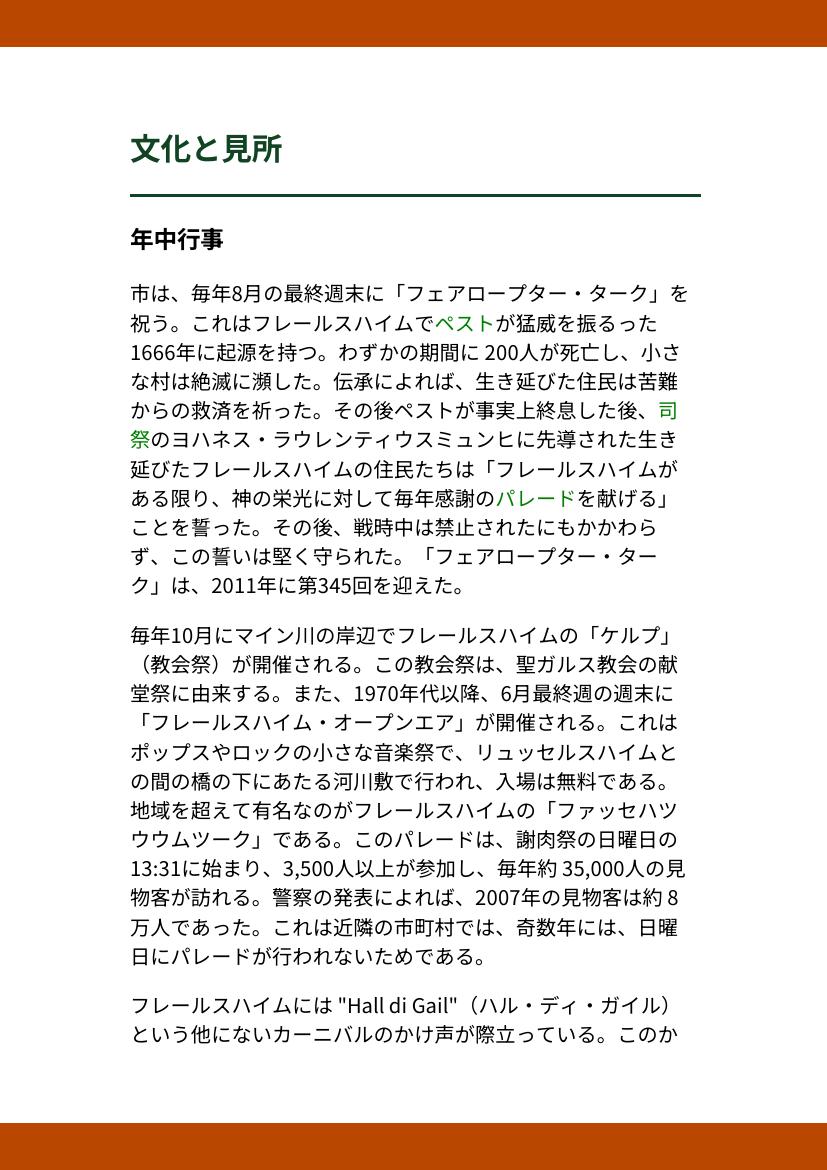 文化と見所
年中行事
市は、毎年8月の最終週末に「フェアロープター・ターク」を
祝う。これはフレールスハイムでペストが猛威を振るった
1666年に起源を持つ。わずかの期間に 200人が死亡し、小さ
な村は絶滅に瀕した。伝承によれば、生き延びた住民は苦難
からの救済を祈った。その後ペストが事実上終息した後、司
祭のヨハネス・ラウレンティウスミュンヒに先導された生き
延びたフレールスハイムの住民たちは「フレールスハイムが
ある限り、神の栄光に対して毎年感謝のパレードを献げる」
ことを誓った。その後、戦時中は禁止されたにもかかわら
ず、この誓いは堅く守られた。「フェアロープター・ター
ク」は、2011年に第345回を迎えた。
毎年10月にマイン川の岸辺でフレールスハイムの「ケルプ」
（教会祭）が開催される。この教会祭は、聖ガルス教会の献
堂祭に由来する。また、1970年代以降、6月最終週の週末に
「フレールスハイム・オープンエア」が開催される。これは
ポップスやロックの小さな音楽祭で、リュッセルスハイムと
の間の橋の下にあたる河川敷で行われ、入場は無料である。
地域を超えて有名なのがフレールスハイムの「ファッセハツ
ウウムツーク」である。このパレードは、謝肉祭の日曜日の
13:31に始まり、3,500人以上が参加し、毎年約 35,000人の見
物客が訪れる。警察の発表によれば、2007年の見物客は約 8
万人であった。これは近隣の市町村では、奇数年には、日曜
日にパレードが行われないためである。
フレールスハイムには "Hall di Gail"（ハル・ディ・ガイル）
という他にないカーニバルのかけ声が際立っている。このか